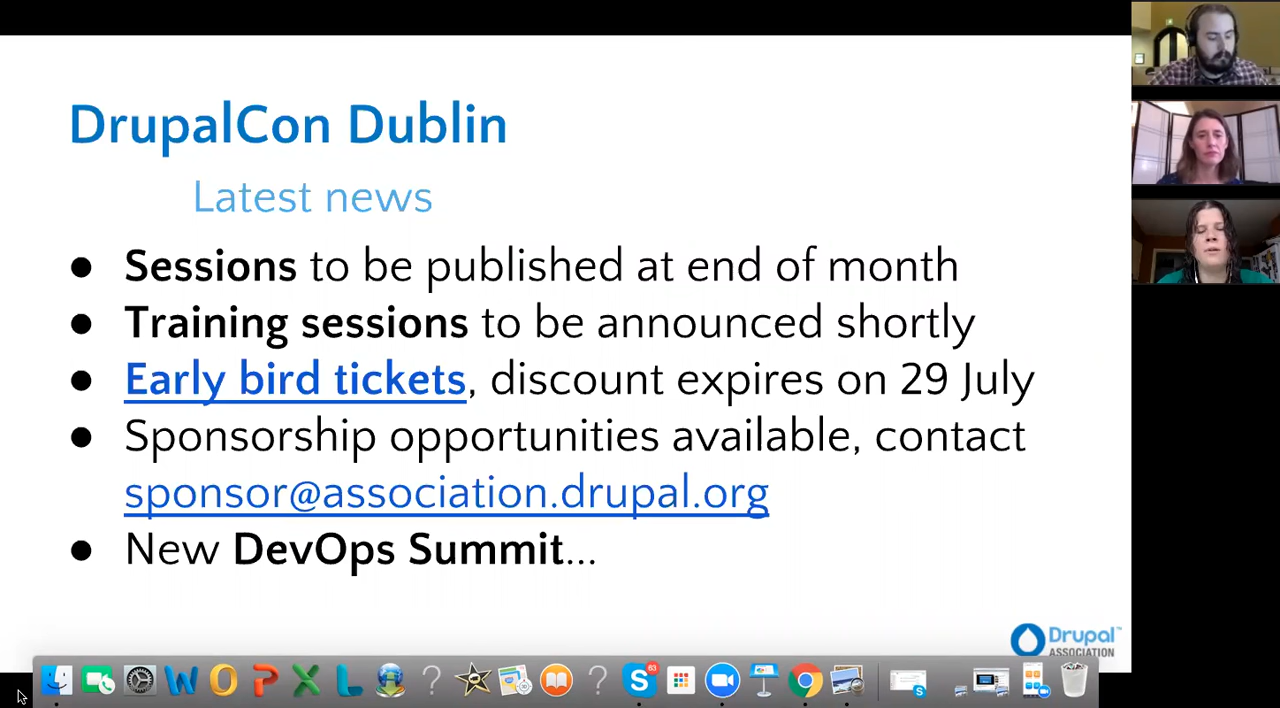 DrupalCon Dublin
Latest news
● Sessions to be published at end of month
● Training sessions to be announced shortly
● Early bird tickets, discount expires on 29 July
● Sponsorship opportunities available, contact
sponsor@association.drupal.org
● New DevOps Summit...
Drupal™
ASSOCIATION
63